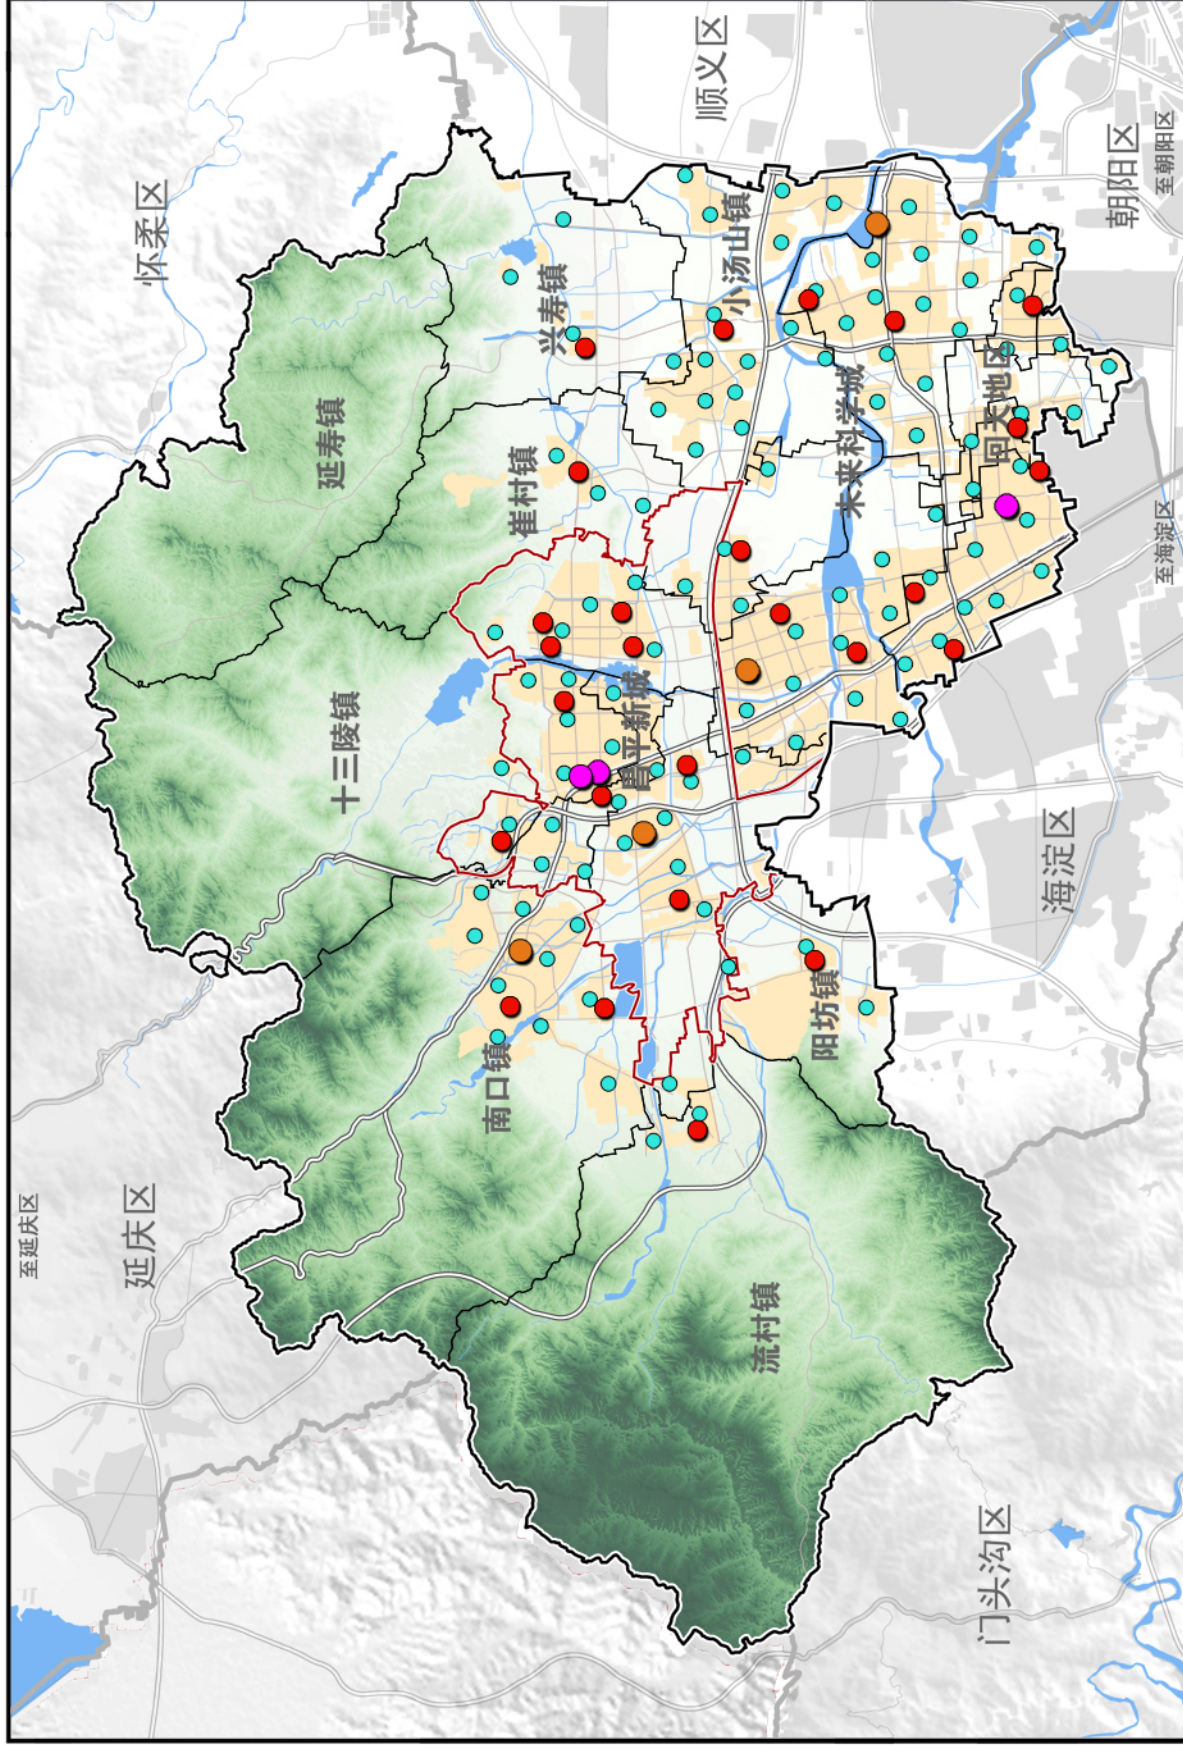 至延庆区
延庆区
怀柔区
延寿镇
十三陵镇
兴寿镇
崔村镇
南口镇
昌平新城
顺义区
小汤山镇
未来科学城
回天地区
阳坊镇
流村镇
海淀区
门头沟区
朝阳区
至朝阳区
至海淀区